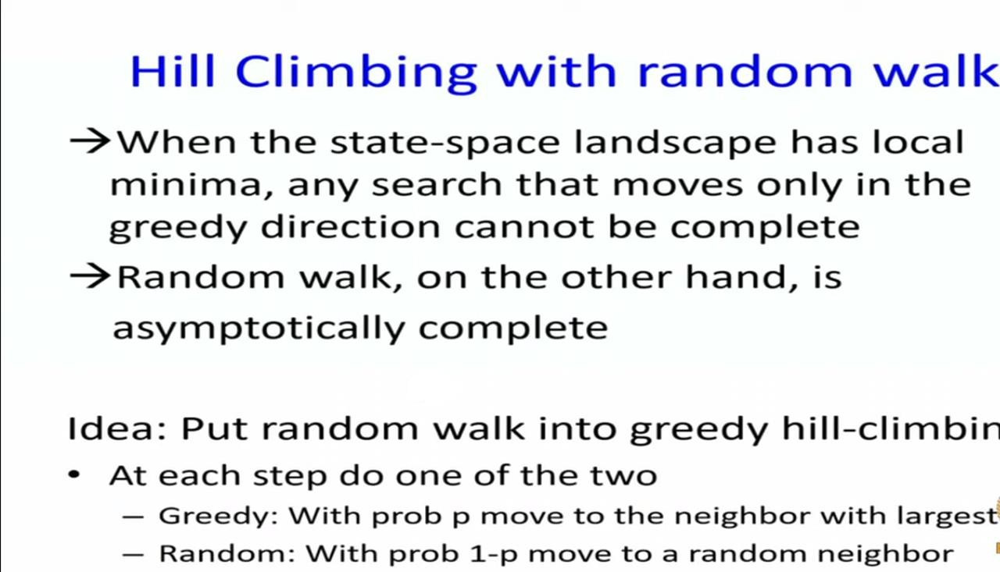 Hill Climbing with random walk
→When the state-space landscape has local
minima, any search that moves only in the
greedy direction cannot be complete
→Random walk, on the other hand, is
asymptotically complete
Idea: Put random walk into greedy hill-climbin
• At each step do one of the two
– Greedy: With prob p move to the neighbor with largest
– Random: With prob 1-p move to a random neighbor